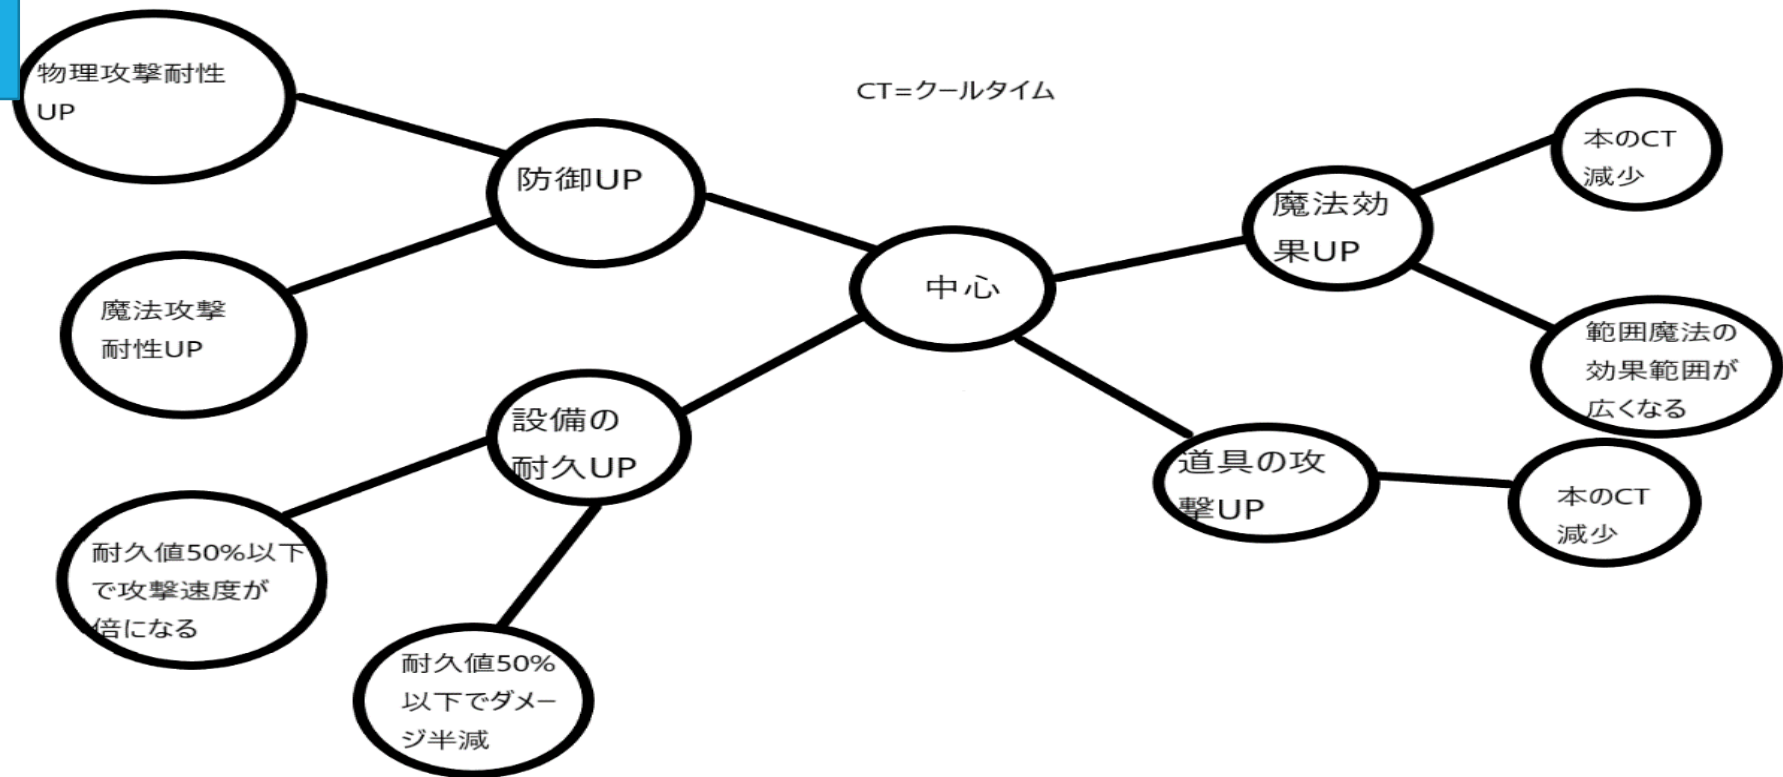 物理攻撃耐性
UP
防御UP
魔法攻撃
耐性UP
CT=クールタイム
中心
設備の
耐久UP
耐久値50%以下
で攻撃速度が
倍になる
耐久値50%
以下でダメー
ジ半減
魔法効
果UP
本のCT
減少
範囲魔法の
効果範囲が
広くなる
道具の攻
撃UP
本のCT
減少